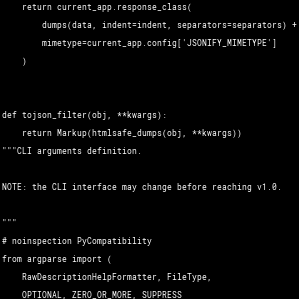 return current_app.response_class(
dumps(data, indent=indent, separators=separators) +
mimetype=current_app.config['JSONIFY_MIMETYPE']
)
def tojson_filter(obj, **kwargs):
return Markup(htmlsafe_dumps(obj, **kwargs))
"""CLI arguments definition.
NOTE: the CLI interface may change before reaching v1.0.
"""
# noinspection PyCompatibility
from argparse import (
RawDescriptionHelpFormatter, FileType,
OPTIONAL, ZERO_OR_MORE, SUPPRESS